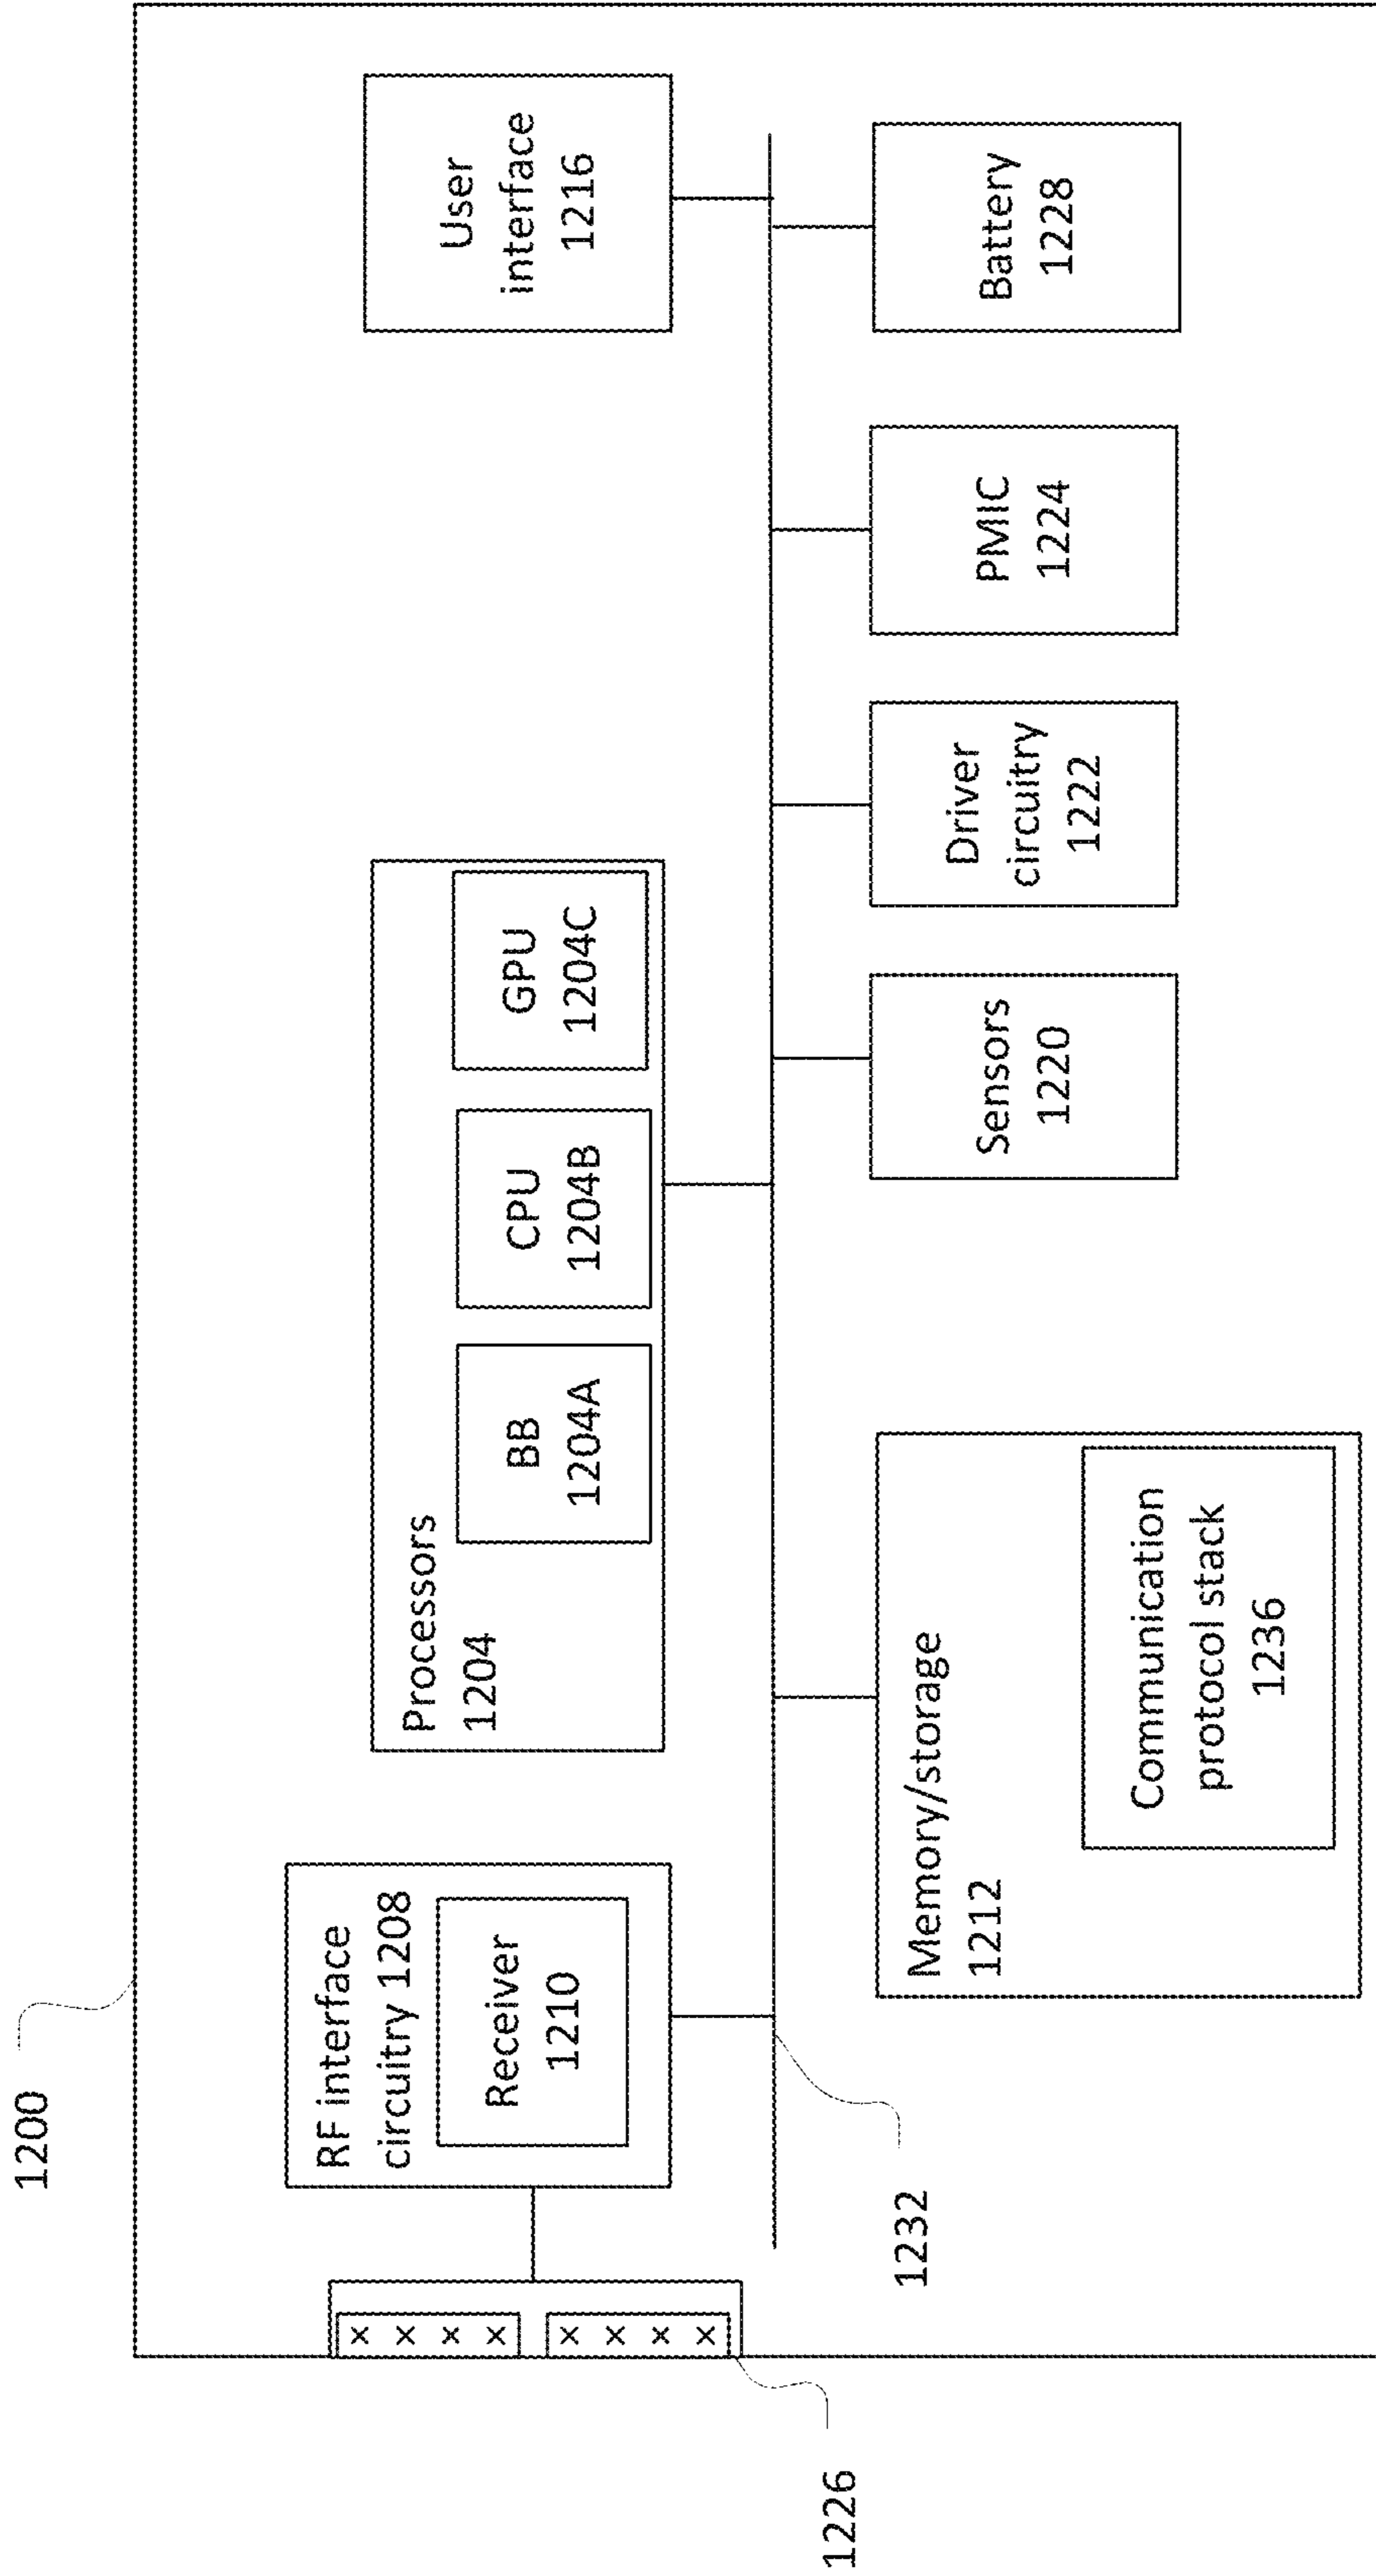 1200
RF interface
circuitry 1208
Receiver
1210
Processors
1204
BB
1204A
CPU
1204B
GPU
1204C
User
interface
1216
× × × ×
× × × ×
1226
1232
Memory/storage
1212
Communication
protocol stack
1236
Sensors
1220
Driver
circuitry
1222
PMIC
1224
Battery
1228